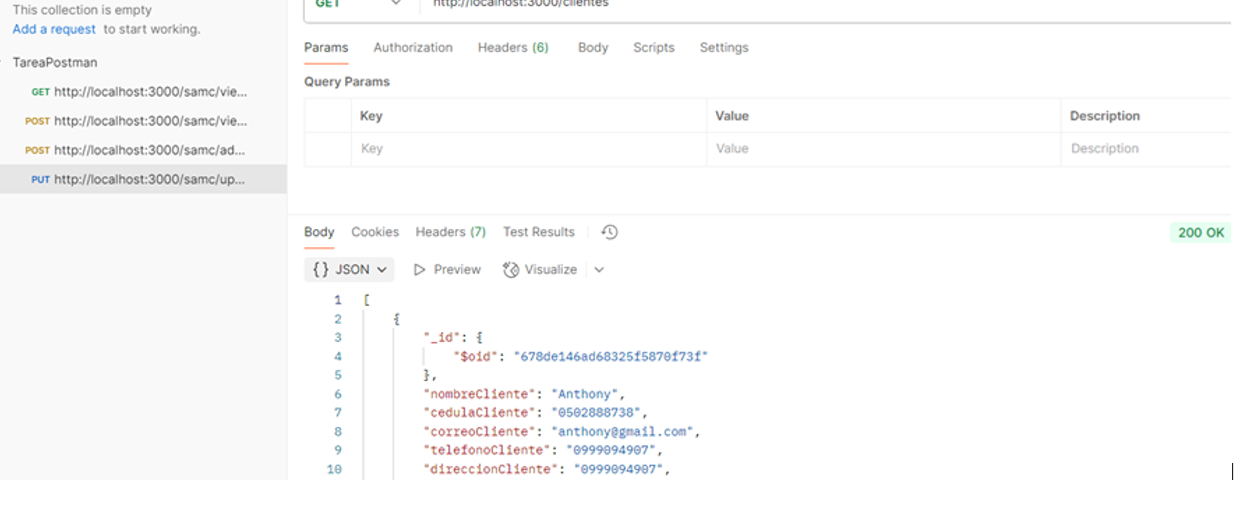 This collection is empty
Add a request to start working.
TareaPostman
GET http://localhost:3000/samc/vie...
POST http://localhost:3000/samc/vie...
POST http://localhost:3000/samc/ad...
PUT http://localhost:3000/samc/up...
GET http://localhost:3000/clientes
Params Authorization Headers (6) Body Scripts Settings
Query Params
Key Value Description
Key Value Description
Body Cookies Headers (7) Test Results 200 OK
{} JSON Preview Visualize
1 [
2 {
3 "_id": {
4 "$oid": "678de146ad68325f5870f73f"
5 },
6 "nombreCliente": "Anthony",
7 "cedulaCliente": "0502888738",
8 "correoCliente": "anthony@gmail.com",
9 "telefonoCliente": "0999094907",
10 "direccionCliente": "0999094907",